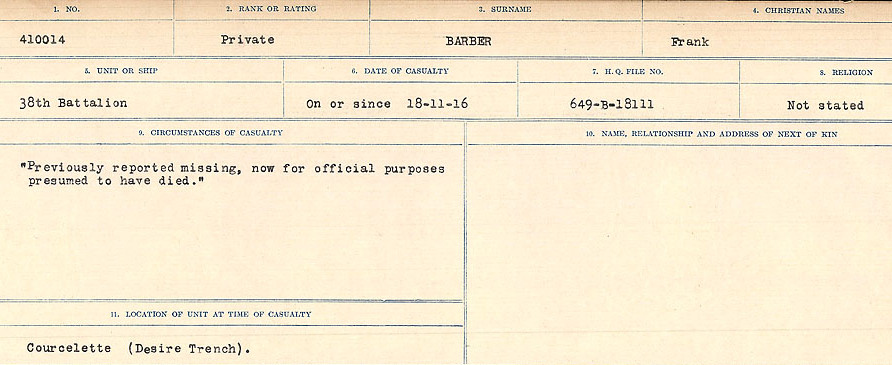 1. NO.
2. RANK OR RATING
3. SURNAME
4. CHRISTIAN NAMES
410014
Private
BARBER
Frank
5. UNIT OR SHIP
6. DATE OF CASUALTY
7. H.Q. FILE NO.
8. RELIGION
38th Battalion
On or since 18-11-16
649-B-18111
Not stated
9. CIRCUMSTANCES OF CASUALTY
"Previously reported missing, now for official purposes
presumed to have died."
10. NAME, RELATIONSHIP AND ADDRESS OF NEXT OF KIN
11. LOCATION OF UNIT AT TIME OF CASUALTY
Courcelette (Desire Trench).